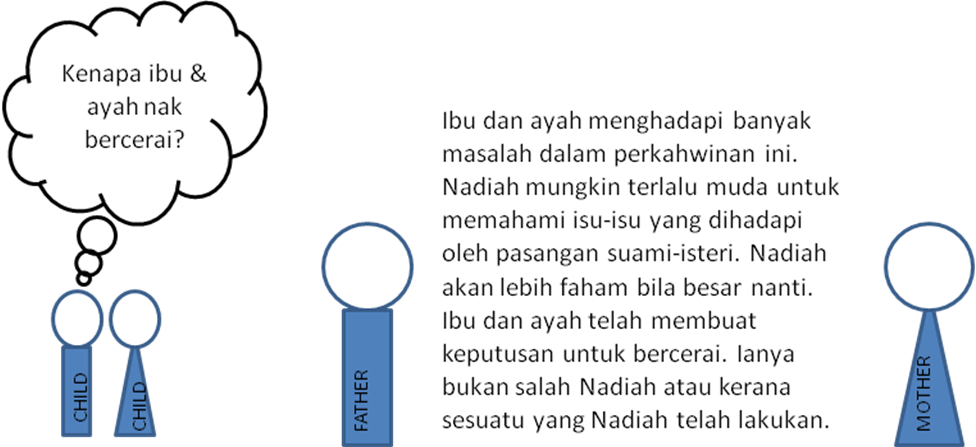 Kenapa ibu &
ayah nak
bercerai?
Ibu dan ayah menghadapi banyak
masalah dalam perkahwinan ini.
Nadiah mungkin terlalu muda untuk
memahami isu-isu yang dihadapi
oleh pasangan suami-isteri. Nadiah
akan lebih faham bila besar nanti.
Ibu dan ayah telah membuat
keputusan untuk bercerai. Ianya
bukan salah Nadiah atau kerana
sesuatu yang Nadiah telah lakukan.
CHILD
CHILD
FATHER
MOTHER